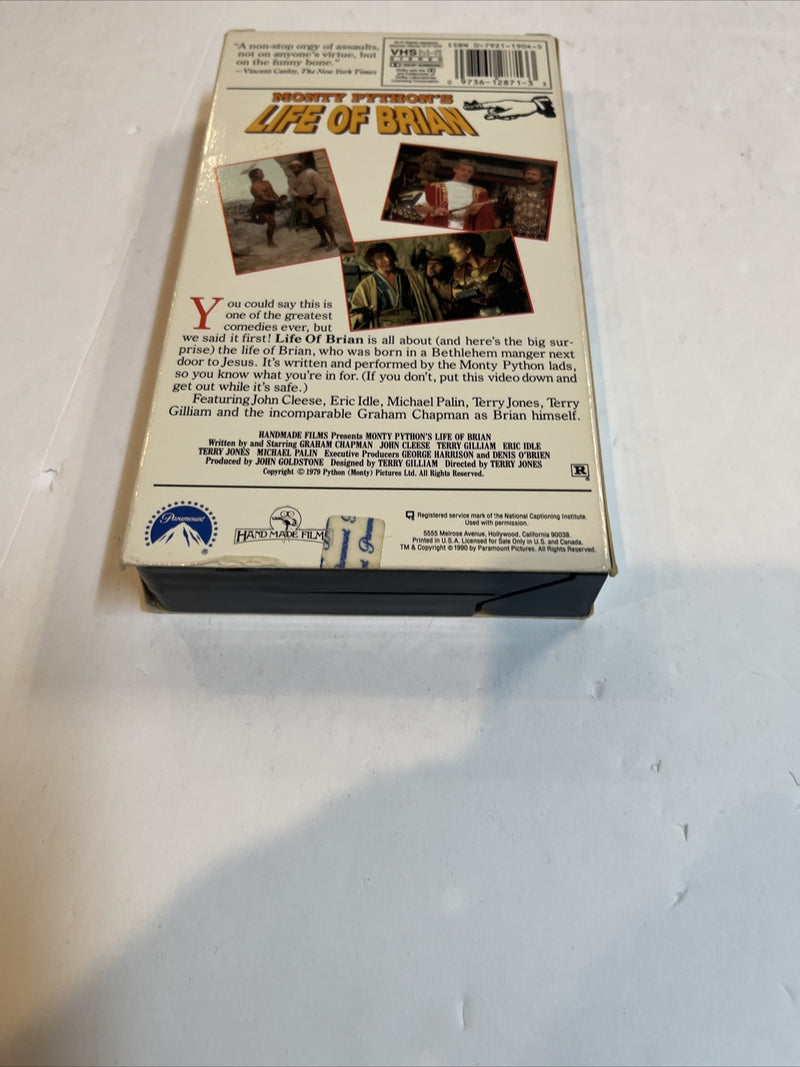 "A non-stop orgy of assaults,
not on anyone's virtue, but
on the funny bone."
— Vincent Canby, The New York Times
VHS hi-fi
STEREO
ISBN 0-7921-1904-5
0 9736-12871-3 3
MONTY PYTHON'S
LIFE OF BRIAN
You could say this is
one of the greatest
comedies ever, but
we said it first! Life Of Brian is all about (and here's the big sur-
prise) the life of Brian, who was born in a Bethlehem manger next
door to Jesus. It's written and performed by the Monty Python lads,
so you know what you're in for. (If you don't, put this video down and
get out while it's safe.)
Featuring John Cleese, Eric Idle, Michael Palin, Terry Jones, Terry
Gilliam and the incomparable Graham Chapman as Brian himself.
HANDMADE FILMS Presents MONTY PYTHON'S LIFE OF BRIAN
Written by and Starring GRAHAM CHAPMAN JOHN CLEESE TERRY GILLIAM ERIC IDLE
TERRY JONES MICHAEL PALIN Executive Producers GEORGE HARRISON and DENIS O'BRIEN
Produced by JOHN GOLDSTONE Designed by TERRY GILLIAM Directed by TERRY JONES
Copyright © 1979 Python (Monty) Pictures Ltd. All Rights Reserved.
R
Paramount
®
HAND MADE FILMS
Paramount
Registered service mark of the National Captioning Institute.
Used with permission.
5555 Melrose Avenue, Hollywood, California 90038
Printed in U.S.A. Licensed for Sale Only in U.S. and Canada.
TM & Copyright © 1990 by Paramount Pictures. All Rights Reserved.